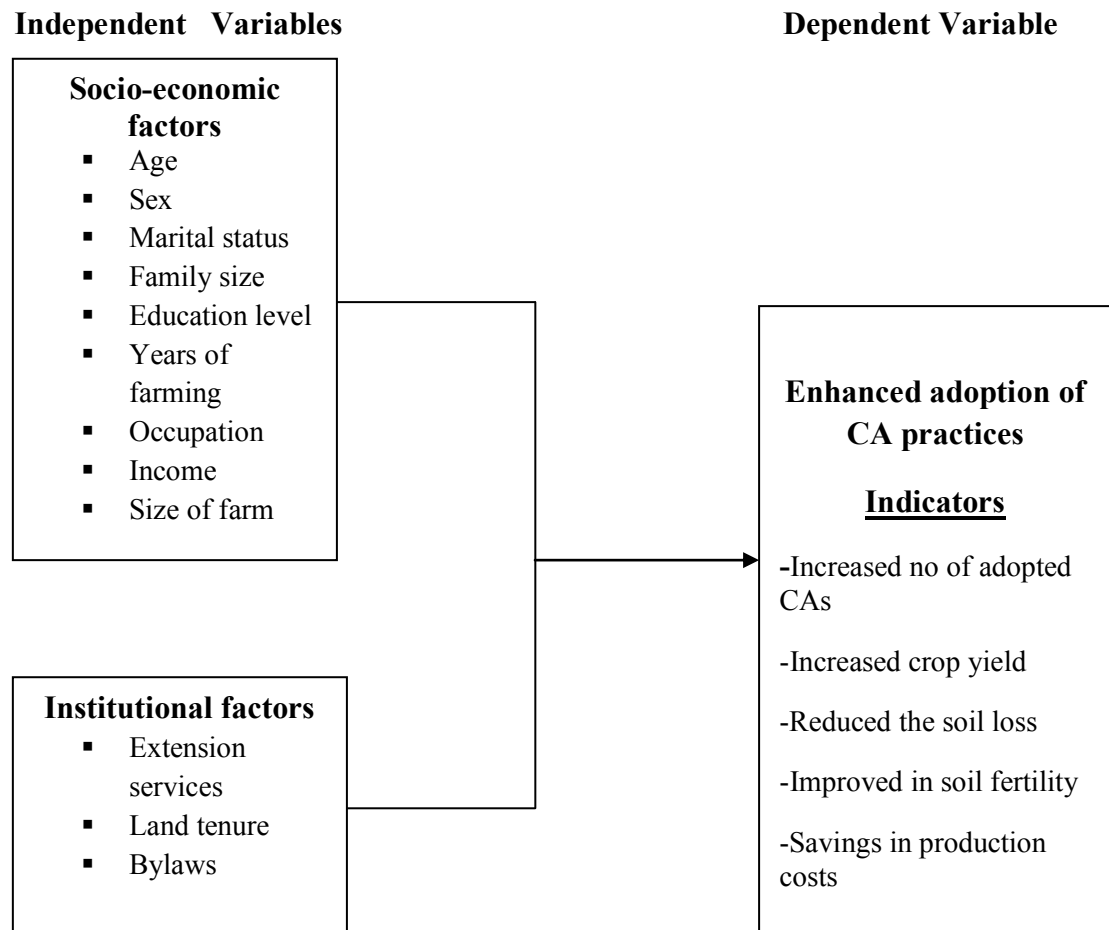 Independent Variables
Dependent Variable
Socio-economic
factors
▪ Age
▪ Sex
▪ Marital status
▪ Family size
▪ Education level
▪ Years of
farming
▪ Occupation
▪ Income
▪ Size of farm
Institutional factors
▪ Extension
services
▪ Land tenure
▪ Bylaws
Enhanced adoption of
CA practices
Indicators
-Increased no of adopted
CAs
-Increased crop yield
-Reduced the soil loss
-Improved in soil fertility
-Savings in production
costs